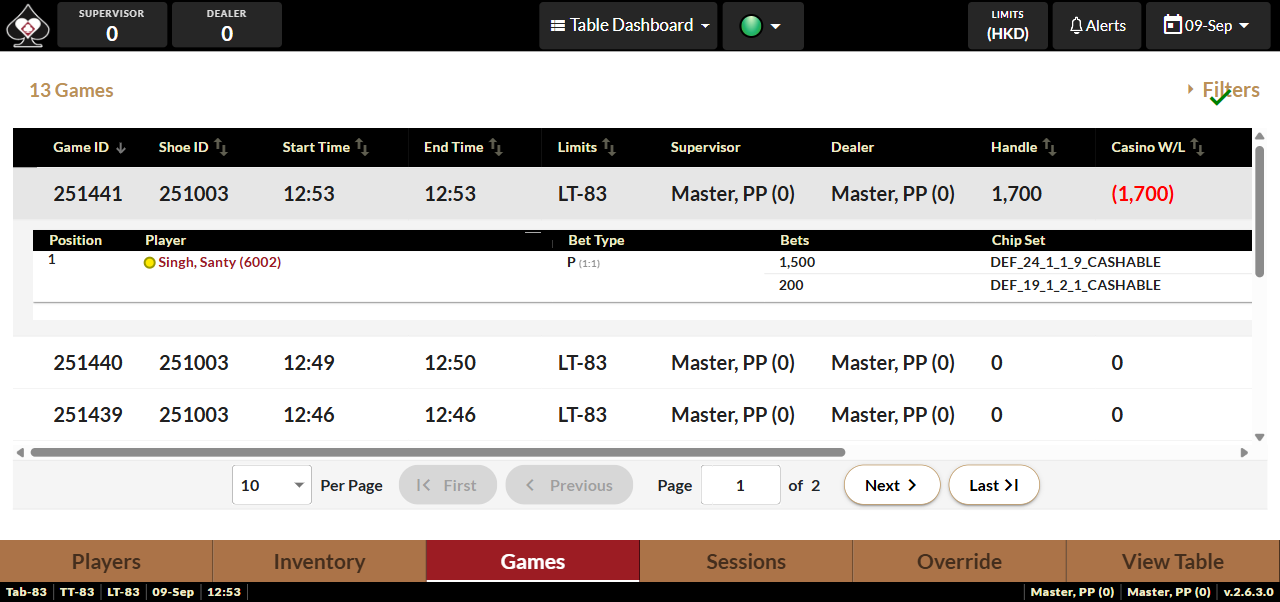 SUPERVISOR DEALER LIMITS
0 0 Table Dashboard (HKD) Alerts 09-Sep
13 Games Filters
Game ID Shoe ID Start Time End Time Limits Supervisor Dealer Handle Casino W/L
251441 251003 12:53 12:53 LT-83 Master, PP (0) Master, PP (0) 1,700 (1,700)
Position Player Bet Type Bets Chip Set
1 Singh, Santy (6002) P (1:1) 1,500 DEF_24_1_1_9_CASHABLE
200 DEF_19_1_2_1_CASHABLE
251440 251003 12:49 12:50 LT-83 Master, PP (0) Master, PP (0) 0 0
251439 251003 12:46 12:46 LT-83 Master, PP (0) Master, PP (0) 0 0
10 Per Page First Previous Page 1 of 2 Next Last
Players Inventory Games Sessions Override View Table
Tab-83 TT-83 LT-83 09-Sep 12:53 Master, PP (0) Master, PP (0) v.2.6.3.0